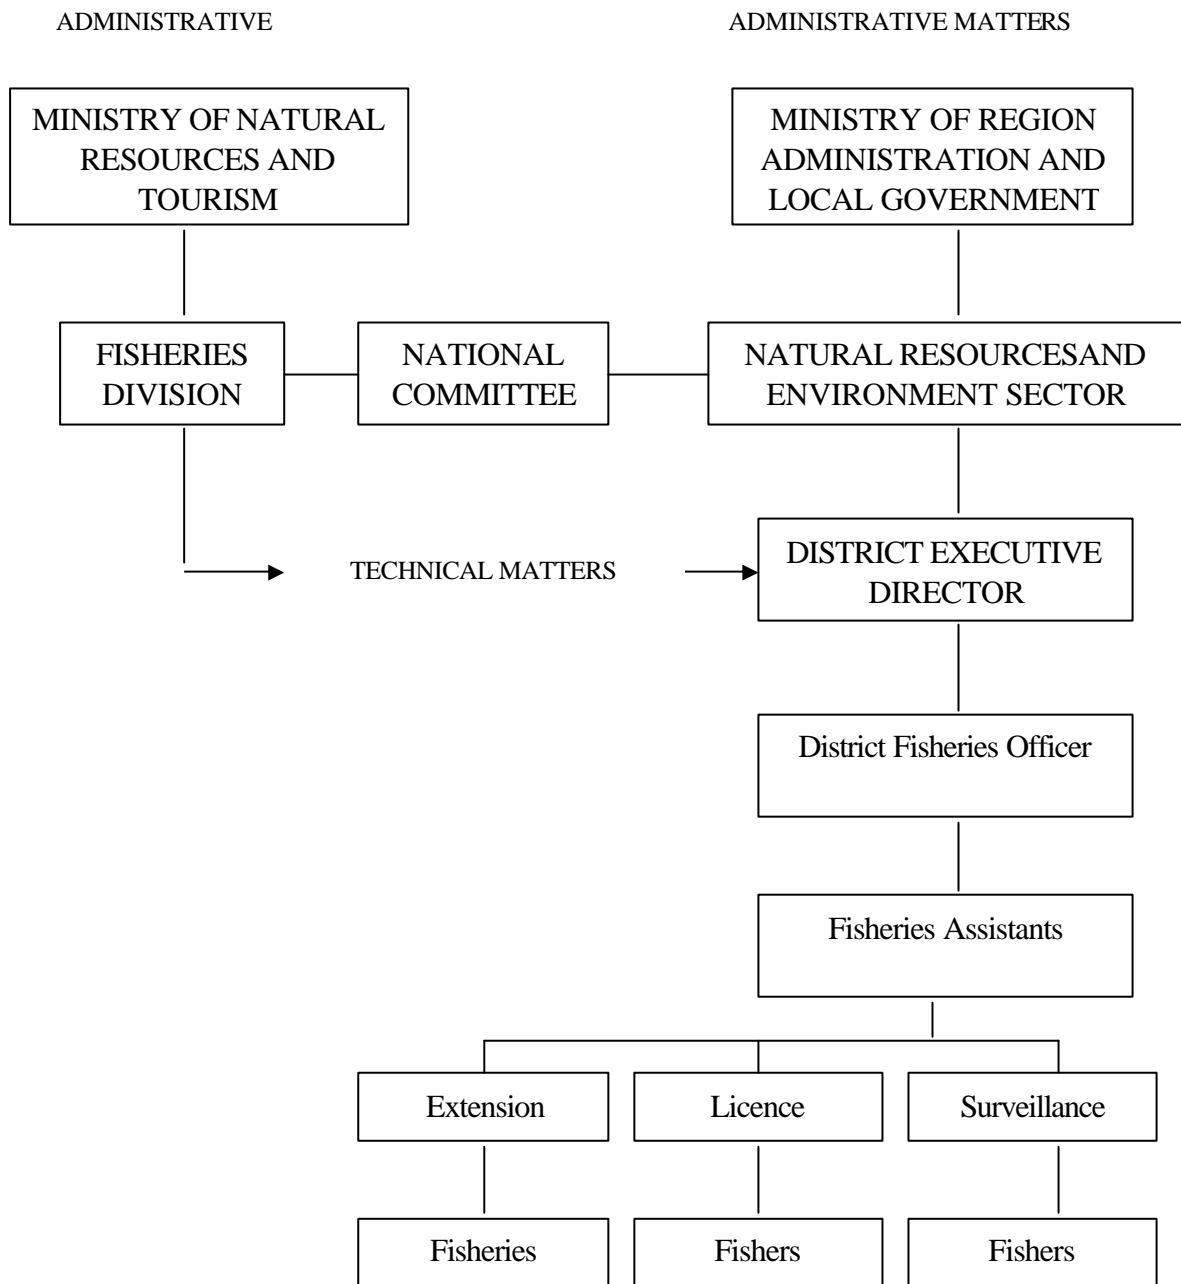 ADMINISTRATIVE
ADMINISTRATIVE MATTERS
MINISTRY OF NATURAL
RESOURCES AND
TOURISM
MINISTRY OF REGION
ADMINISTRATION AND
LOCAL GOVERNMENT
FISHERIES
DIVISION
NATIONAL
COMMITTEE
NATURAL RESOURCESAND
ENVIRONMENT SECTOR
TECHNICAL MATTERS
DISTRICT EXECUTIVE
DIRECTOR
District Fisheries Officer
Fisheries Assistants
Extension
Licence
Surveillance
Fisheries
Fishers
Fishers